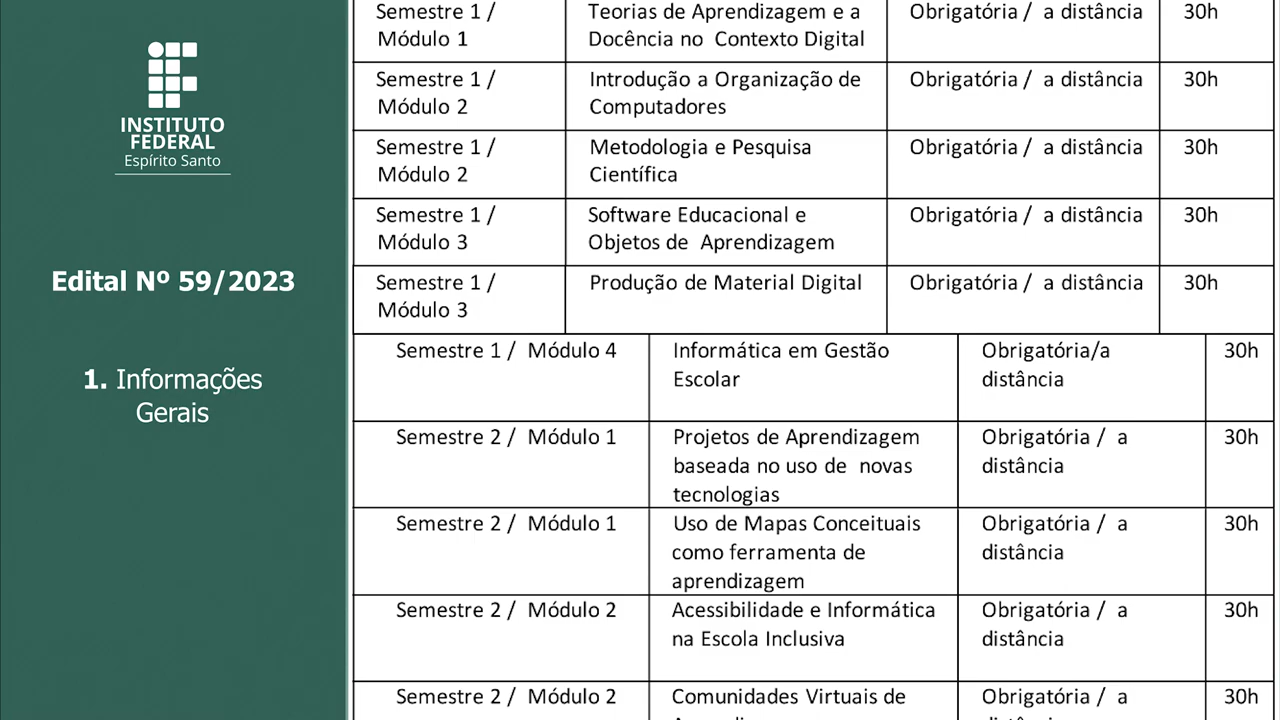 INSTITUTO
FEDERAL
Espírito Santo
Edital Nº 59/2023
1. Informações
Gerais
Semestre 1 / Teorias de Aprendizagem e a Obrigatória / a distância 30h
Módulo 1 Docência no Contexto Digital
Semestre 1 / Introdução a Organização de Obrigatória / a distância 30h
Módulo 2 Computadores
Semestre 1 / Metodologia e Pesquisa Obrigatória / a distância 30h
Módulo 2 Científica
Semestre 1 / Software Educacional e Obrigatória / a distância 30h
Módulo 3 Objetos de Aprendizagem
Semestre 1 / Produção de Material Digital Obrigatória / a distância 30h
Módulo 3
Semestre 1 / Módulo 4 Informática em Gestão Obrigatória/a 30h
Escolar distância
Semestre 2 / Módulo 1 Projetos de Aprendizagem Obrigatória / a 30h
baseada no uso de novas distância
tecnologias
Semestre 2 / Módulo 1 Uso de Mapas Conceituais Obrigatória / a 30h
como ferramenta de distância
aprendizagem
Semestre 2 / Módulo 2 Acessibilidade e Informática Obrigatória / a 30h
na Escola Inclusiva distância
Semestre 2 / Módulo 2 Comunidades Virtuais de Obrigatória / a 30h